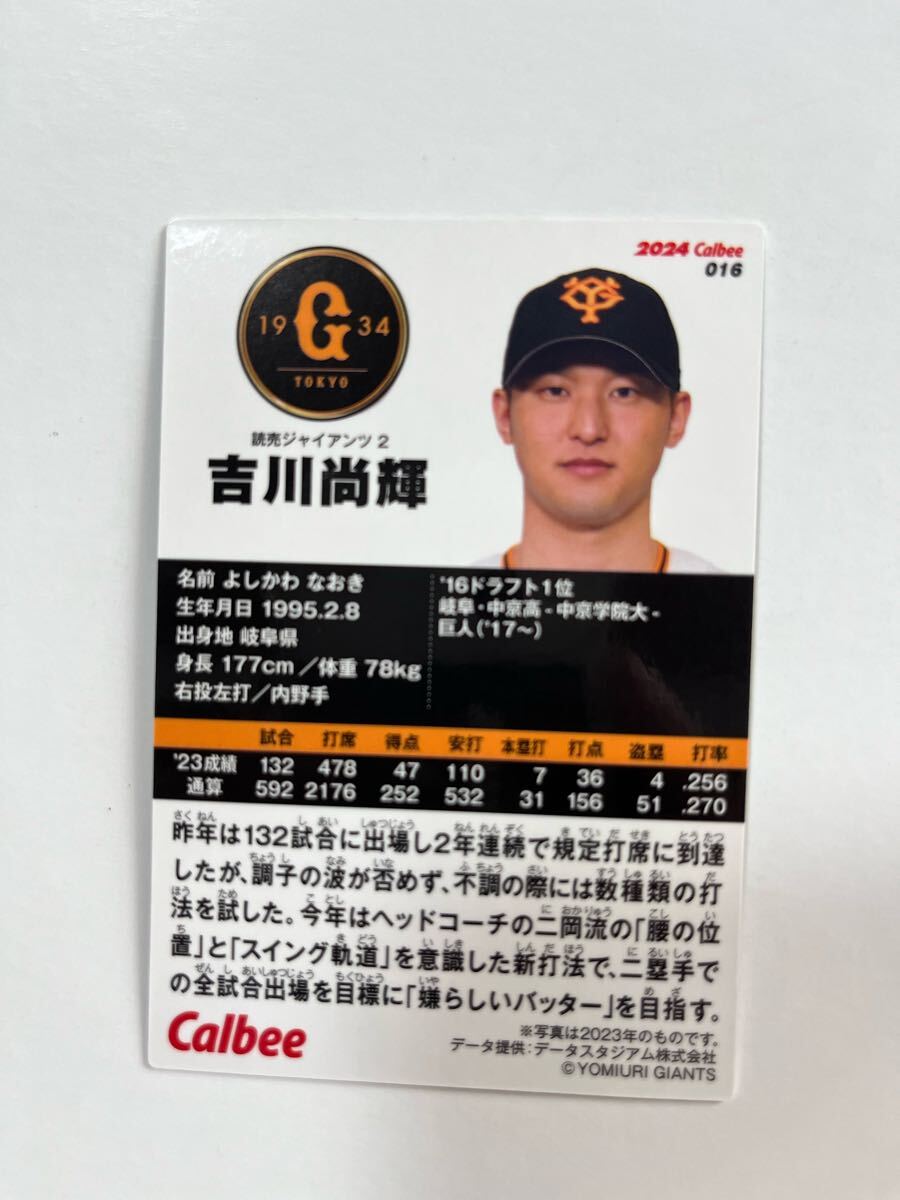 2024 Calbee
016
19 G 34
TOKYO
読売ジャイアンツ 2
吉川尚輝
名前 よしかわ なおき
生年月日 1995.2.8
出身地 岐阜県
身長 177cm／体重 78kg
右投左打／内野手
'16ドラフト1位
岐阜・中京高 - 中京学院大 -
巨人('17〜)
試合 打席 得点 安打 本塁打 打点 盗塁 打率
'23成績 132 478 47 110 7 36 4 .256
通算 592 2176 252 532 31 156 51 .270
昨年は132試合に出場し2年連続で規定打席に到達
したが、調子の波が否めず、不調の際には数種類の打
法を試した。今年はヘッドコーチの二岡流の「腰の位
置」と「スイング軌道」を意識した新打法で、二塁手で
の全試合出場を目標に「嫌らしいバッター」を目指す。
Calbee
※写真は2023年のものです。
データ提供：データスタジアム株式会社
©YOMIURI GIANTS